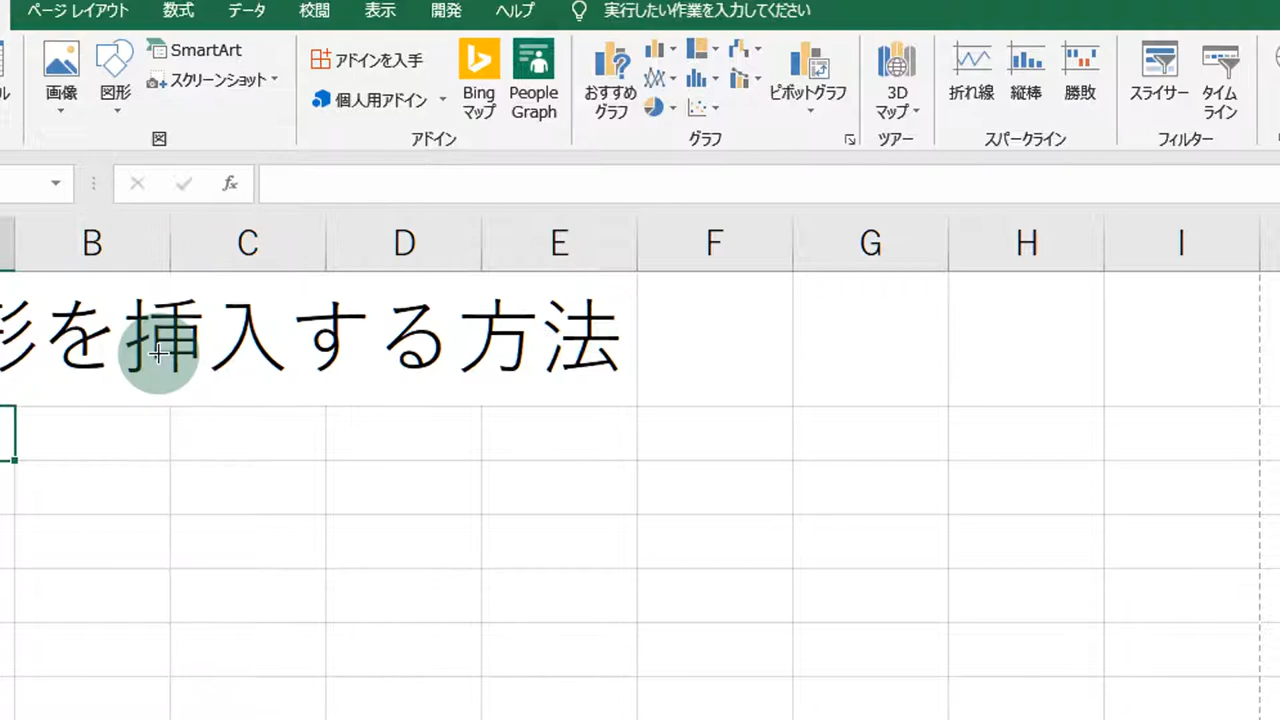 ページ レイアウト 数式 データ 校閲 表示 開発 ヘルプ 実行したい作業を入力してください
画像 図形 SmartArt スクリーンショット
図
アドインを入手
個人用アドイン
Bing マップ
People Graph
アドイン
おすすめ グラフ
ピボットグラフ
グラフ
3D マップ
ツアー
折れ線 縦棒 勝敗
スパークライン
スライサー タイム ライン
フィルター
fx
B C D E F G H I
形を挿入する方法